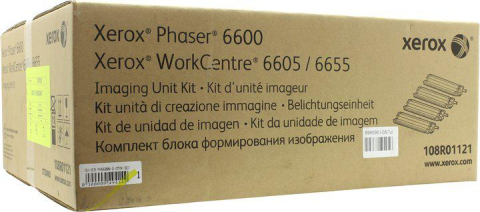 Xerox® Phaser® 6600
Xerox® WorkCentre® 6605 / 6655
xerox
Imaging Unit Kit • Kit d'unité imageur
Kit unità di creazione immagine • Belichtungseinheit
Kit de unidad de imagen • Kit da unidade de imagem
Комплект блока формирования изображения
108R01121
www.xerox.com